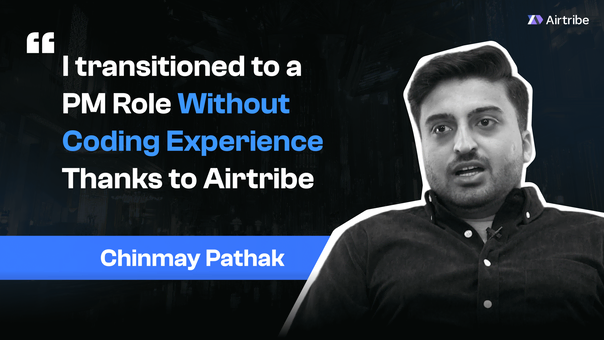 Airtribe
“
I transitioned to a
PM Role Without
Coding Experience
Thanks to Airtribe
Chinmay Pathak